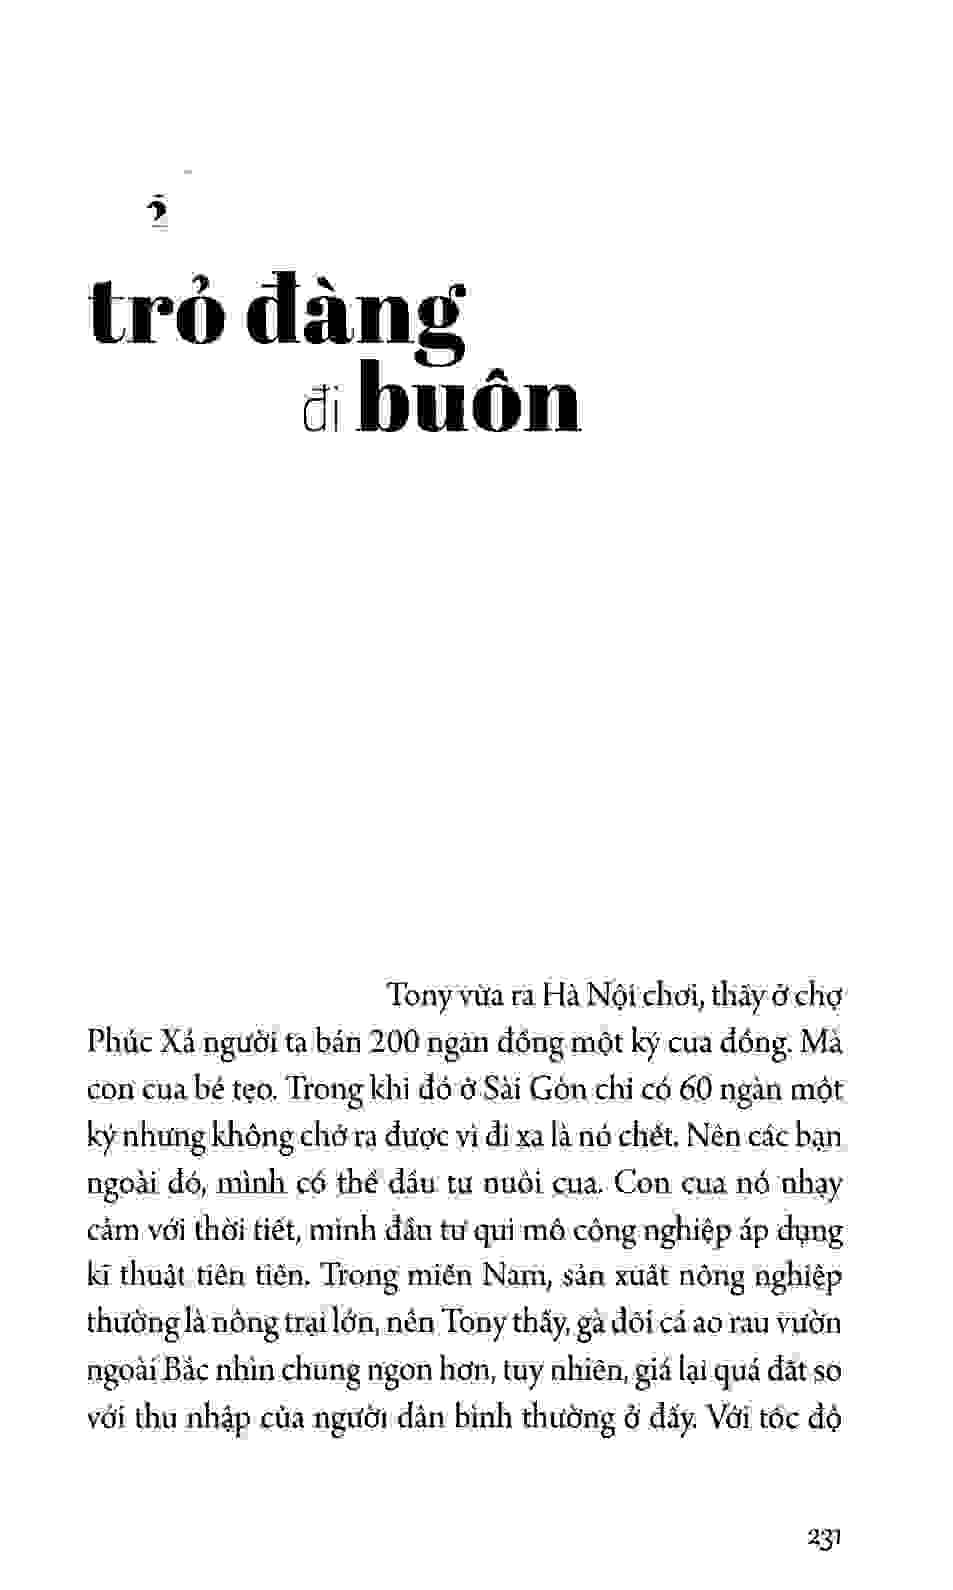 trỏ đàng
đi buôn
Tony vừa ra Hà Nội chơi, thấy ở chợ
Phúc Xá người ta bán 200 ngàn đồng một ký cua đồng. Mà
con cua bé tẹo. Trong khi đó ở Sài Gòn chỉ có 60 ngàn một
ký nhưng không chở ra được vì đi xa là nó chết. Nên các bạn
ngoài đó, mình có thể đầu tư nuôi cua. Con cua nó nhạy
cảm với thời tiết, mình đầu tư qui mô công nghiệp áp dụng
kĩ thuật tiên tiến. Trong miền Nam, sản xuất nông nghiệp
thường là nông trại lớn, nên Tony thấy, gà đồi cá ao rau vườn
ngoài Bắc nhìn chung ngon hơn, tuy nhiên, giá lại quá đắt so
với thu nhập của người dân bình thường ở đấy. Với tốc độ
231